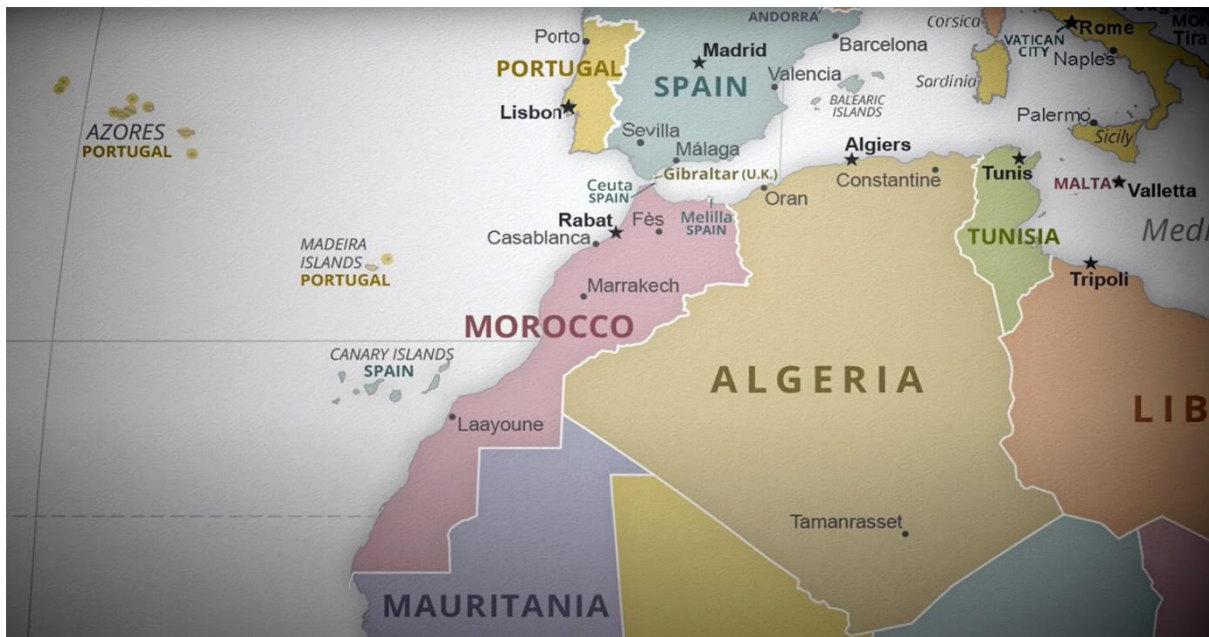 ANDORRA
Corsica
Rome
MON
Tira
VATICAN
CITY
Naples
Porto
Madrid
Barcelona
PORTUGAL
SPAIN
Valencia
Sardinia
BALEARIC
ISLANDS
Lisbon
Palermo
Sicily
AZORES
PORTUGAL
Sevilla
Málaga
Algiers
Gibraltar (U.K.)
Constantine
Tunis
MALTA
Valletta
Ceuta
SPAIN
Oran
Rabat
Fès
Melilla
SPAIN
Casablanca
TUNISIA
Medi
MADEIRA
ISLANDS
PORTUGAL
Marrakech
Tripoli
MOROCCO
CANARY ISLANDS
SPAIN
ALGERIA
LIB
Laayoune
Tamanrasset
MAURITANIA